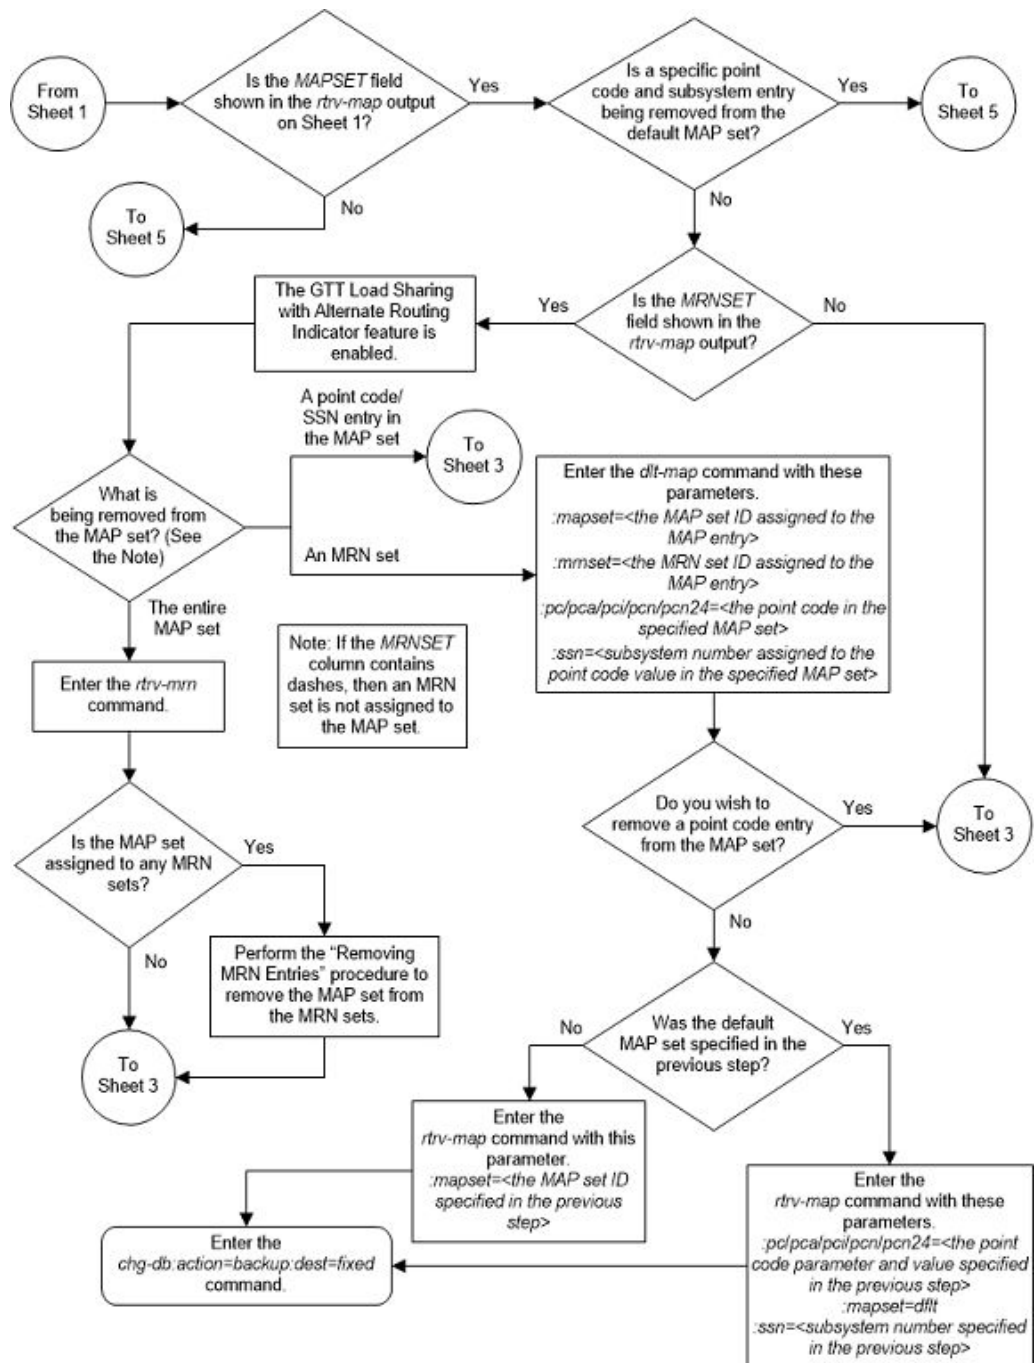 From
Sheet 1
Is the MAPSET field
shown in the rtrv-map output
on Sheet 1?
Yes
Is a specific point
code and subsystem entry
being removed from the
default MAP set?
Yes
To
Sheet 5
No
To
Sheet 5
No
Is the MRNSET
field shown in the
rtrv-map output?
Yes
No
The GTT Load Sharing
with Alternate Routing
Indicator feature is
enabled.
What is
being removed from
the MAP set? (See
the Note)
A point code/
SSN entry in
the MAP set
To
Sheet 3
An MRN set
Enter the dlt-map command with these
parameters.
:mapset=<the MAP set ID assigned to the
MAP entry>
:mrnset=<the MRN set ID assigned to the
MAP entry>
:pc/pca/pci/pcn/pcn24=<the point code in the
specified MAP set>
:ssn=<subsystem number assigned to the
point code value in the specified MAP set>
The entire
MAP set
Enter the rtrv-mrn
command.
Note: If the MRNSET
column contains
dashes, then an MRN
set is not assigned to
the MAP set.
Is the MAP set
assigned to any MRN
sets?
Yes
No
Perform the “Removing
MRN Entries” procedure to
remove the MAP set from
the MRN sets.
To
Sheet 3
Do you wish to
remove a point code entry
from the MAP set?
Yes
To
Sheet 3
No
Was the default
MAP set specified in the
previous step?
No
Yes
Enter the
rtrv-map command with this
parameter.
:mapset=<the MAP set ID
specified in the previous
step>
Enter the
rtrv-map command with these
parameters.
:pc/pca/pci/pcn/pcn24=<the point
code parameter and value specified
in the previous step>
:mapset=dflt
:ssn=<subsystem number specified
in the previous step>
Enter the
chg-db:action=backup:dest=fixed
command.